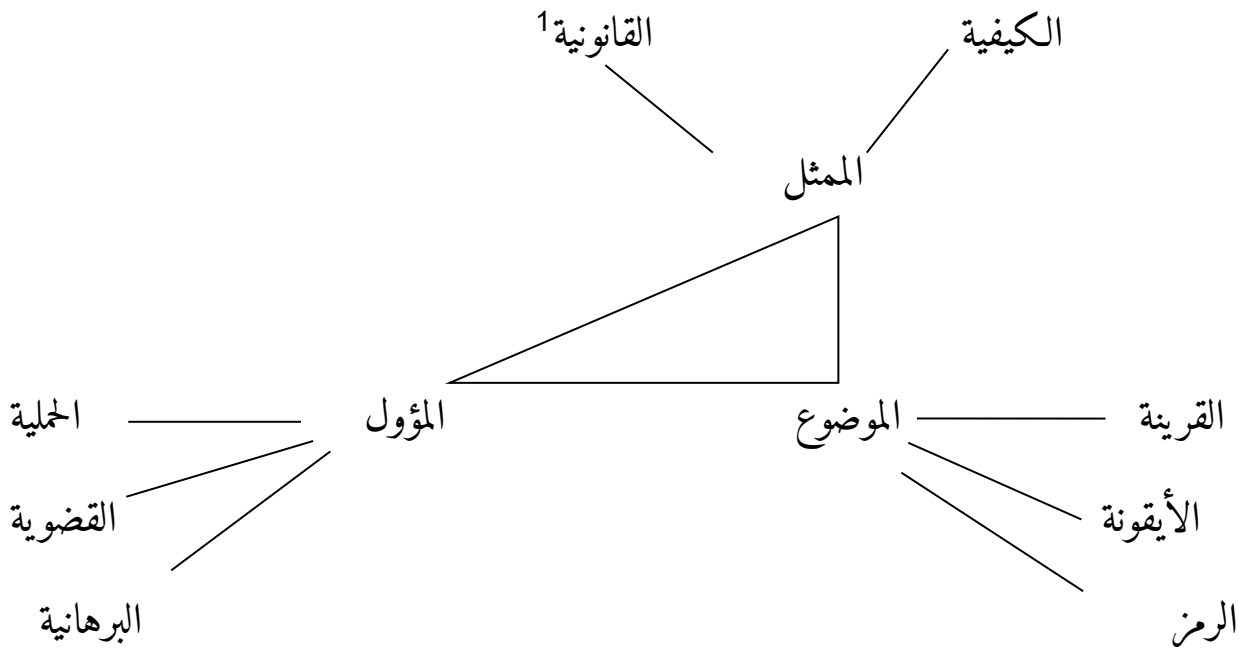 الكيفية
القانونية¹
الممثل
القرينة
الموضوع
المؤول
الحملية
الأيقونة
القضوية
الرمز
البرهانية